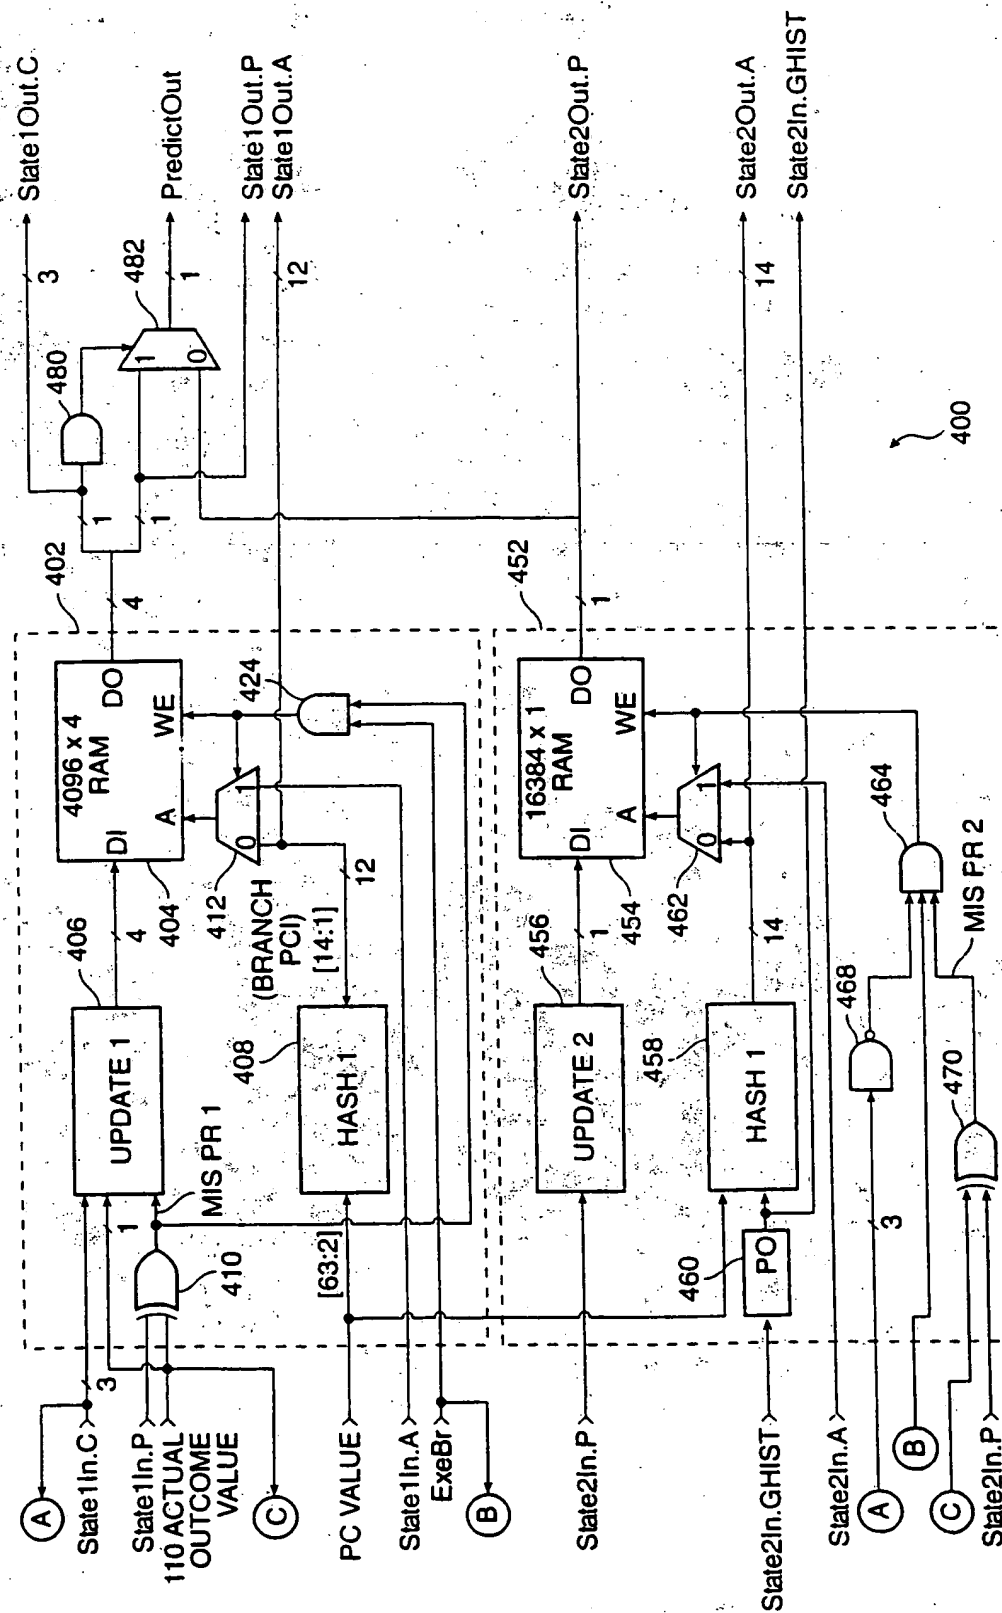 State1Out.C
PredictOut
State1Out.P
State1Out.A
State2Out.P
State2Out.A
State2In.GHIST
3
482
1
12
14
1
0
480
400
1
1
402
4
452
1
4096 x 4
RAM
DO
WE
DI
A
424
404
406
4
412
0
1
(BRANCH
PCI)
[14:1]
12
UPDATE 1
408
HASH 1
MIS PR 1
1
410
[63:2]
16384 x 1
RAM
DO
WE
DI
A
454
456
1
462
0
1
464
14
MIS PR 2
UPDATE 2
458
HASH 1
468
470
460
PO
3
3
A
State1In.C
State1In.P
110 ACTUAL
OUTCOME
VALUE
C
PC VALUE
State1In.A
ExeBr
B
State2In.P
State2In.GHIST
State2In.A
A
B
C
State2In.P